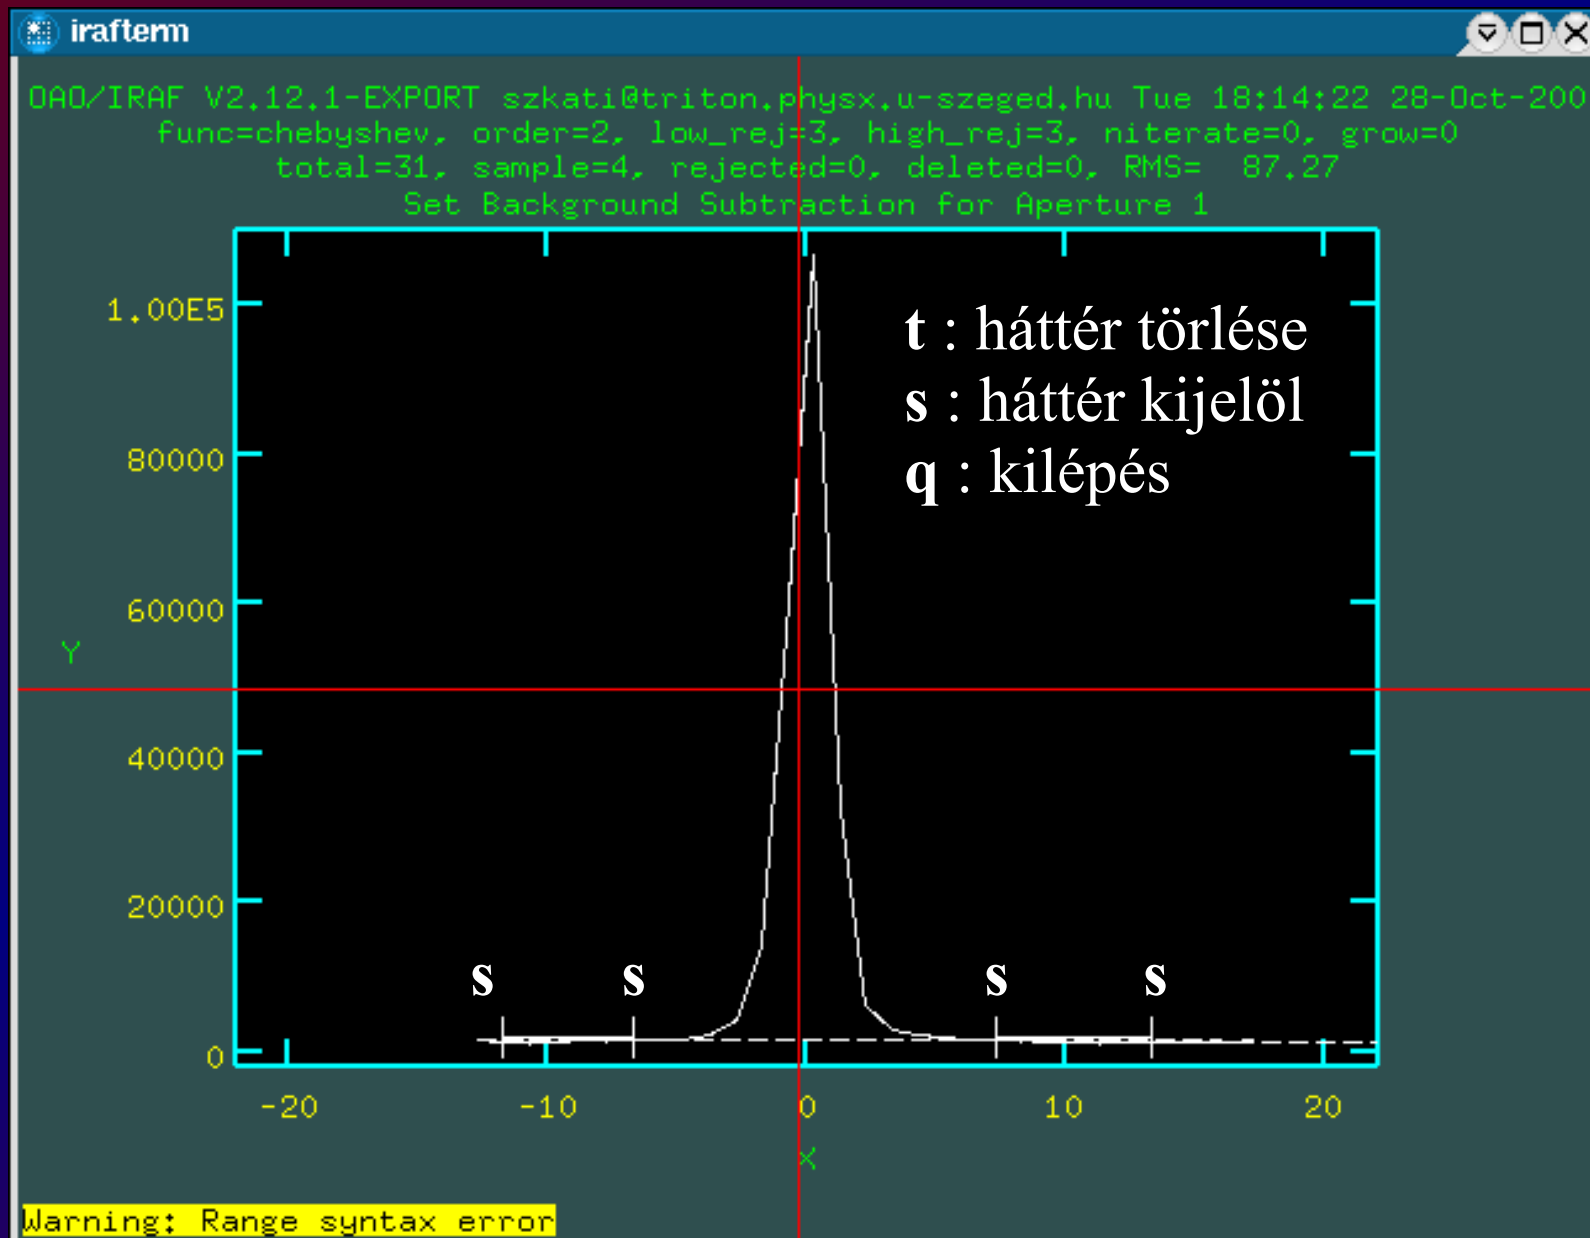 irafterm
OAO/IRAF V2.12.1-EXPORT szkati@triton.physx.u-szeged.hu Tue 18:14:22 28-Oct-200
func=chebyshev, order=2, low_rej=3, high_rej=3, niterate=0, grow=0
total=31, sample=4, rejected=0, deleted=0, RMS= 87.27
Set Background Subtraction for Aperture 1
t : háttér törlése
s : háttér kijelöl
q : kilépés
1.00E5
80000
60000
Y
40000
20000
0
s s s s
-20 -10 0 10 20
X
Warning: Range syntax error